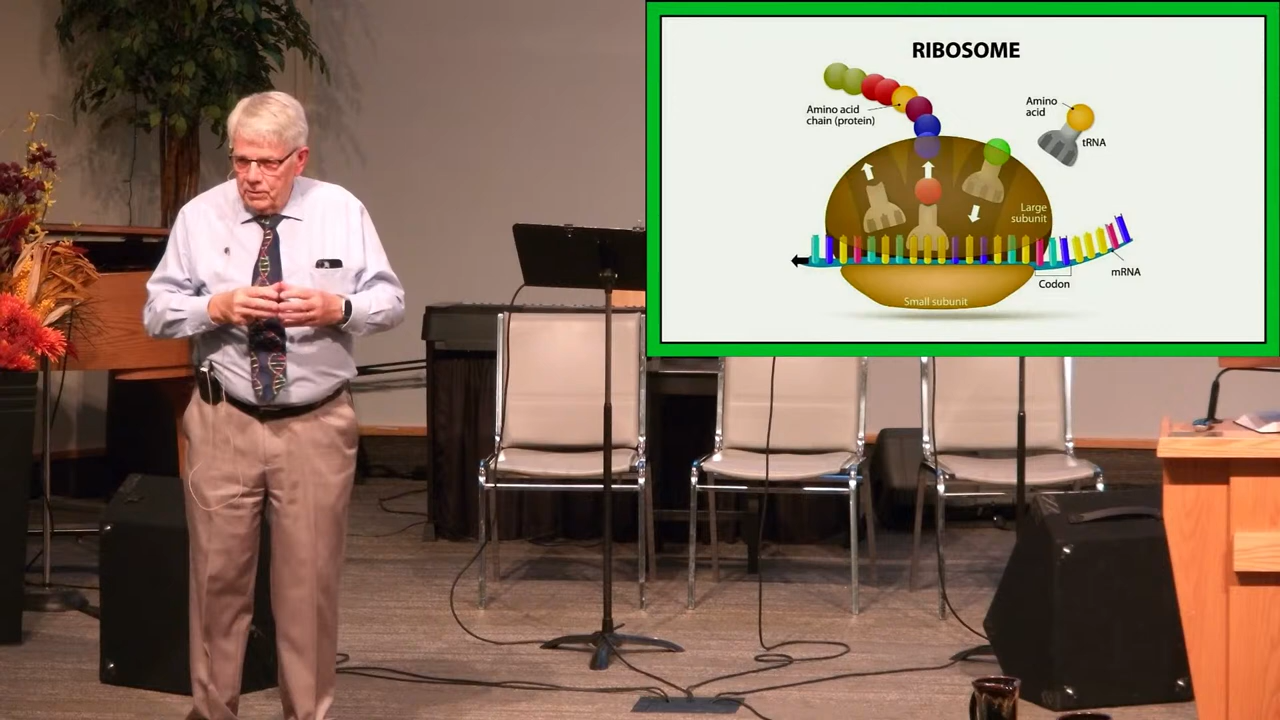 RIBOSOME
Amino acid
chain (protein)
Amino
acid
tRNA
Large
subunit
mRNA
Codon
Small subunit